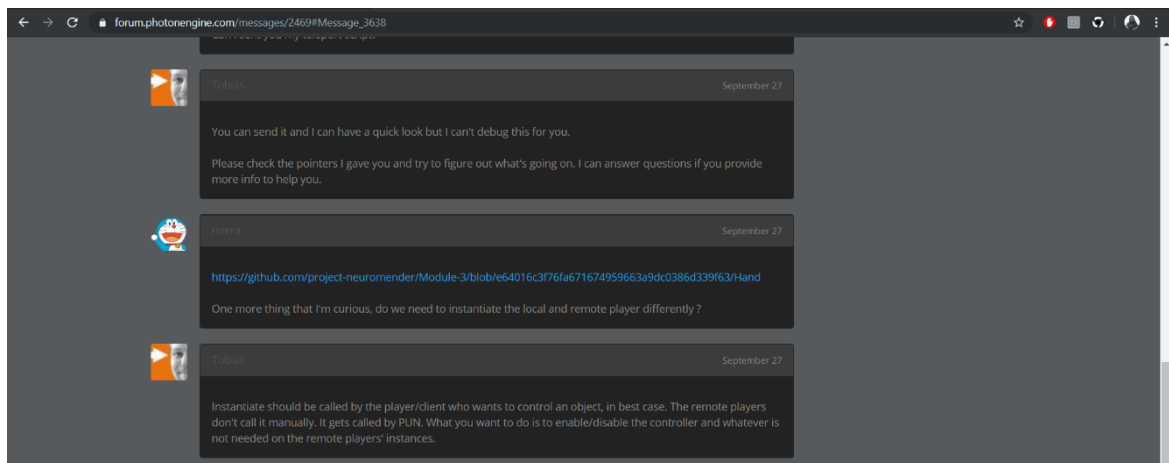 forum.photonengine.com/messages/2469#Message_3638
Tobias
September 27
You can send it and I can have a quick look but I can't debug this for you.
Please check the pointers I gave you and try to figure out what's going on. I can answer questions if you provide
more info to help you.
miera
September 27
https://github.com/project-neuromender/Module-3/blob/e64016c3f76fa671674959663a9dc0386d339f63/Hand
One more thing that I'm curious, do we need to instantiate the local and remote player differently ?
Tobias
September 27
Instantiate should be called by the player/client who wants to control an object, in best case. The remote players
don't call it manually. It gets called by PUN. What you want to do is to enable/disable the controller and whatever is
not needed on the remote players' instances.